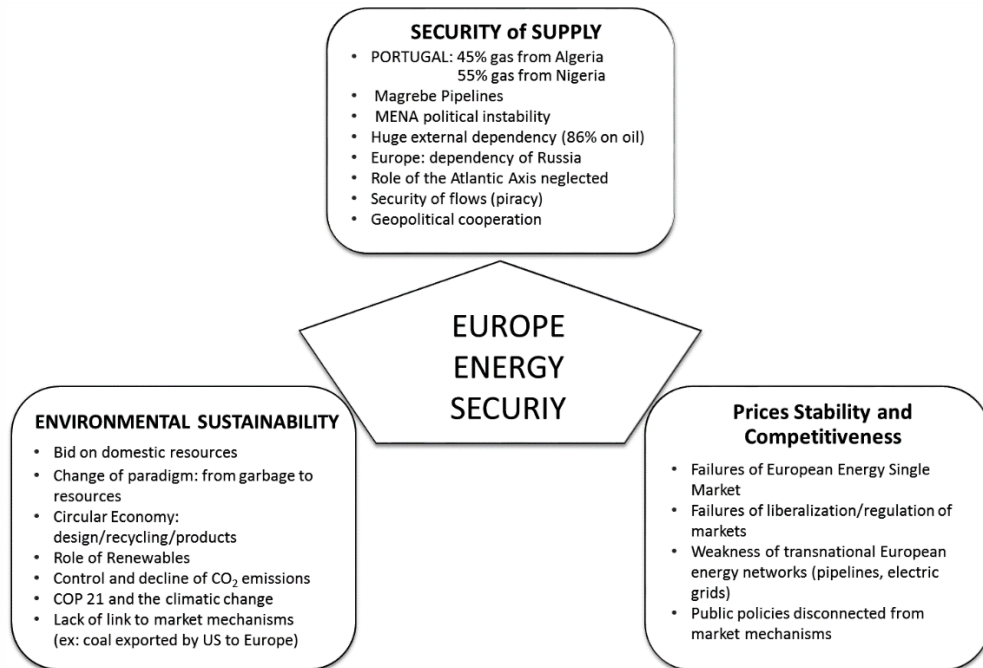 SECURITY of SUPPLY
• PORTUGAL: 45% gas from Algeria
55% gas from Nigeria
• Magrebe Pipelines
• MENA political instability
• Huge external dependency (86% on oil)
• Europe: dependency of Russia
• Role of the Atlantic Axis neglected
• Security of flows (piracy)
• Geopolitical cooperation
EUROPE
ENERGY
SECURIY
ENVIRONMENTAL SUSTAINABILITY
• Bid on domestic resources
• Change of paradigm: from garbage to
resources
• Circular Economy:
design/recycling/products
• Role of Renewables
• Control and decline of CO₂ emissions
• COP 21 and the climatic change
• Lack of link to market mechanisms
(ex: coal exported by US to Europe)
Prices Stability and
Competitiveness
• Failures of European Energy Single
Market
• Failures of liberalization/regulation of
markets
• Weakness of transnational European
energy networks (pipelines, electric
grids)
• Public policies disconnected from
market mechanisms